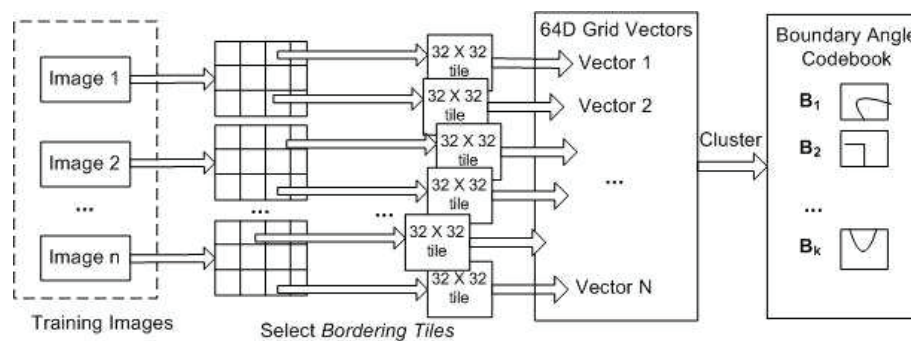 64D Grid Vectors
Boundary Angle
Codebook
Image 1
32 X 32
tile
Vector 1
B1
32 X 32
tile
Vector 2
Cluster
B2
Image 2
32 X 32
tile
32 X 32
tile
...
...
...
...
...
32 X 32
tile
Bk
Image n
32 X 32
tile
Vector N
Training Images
Select Bordering Tiles